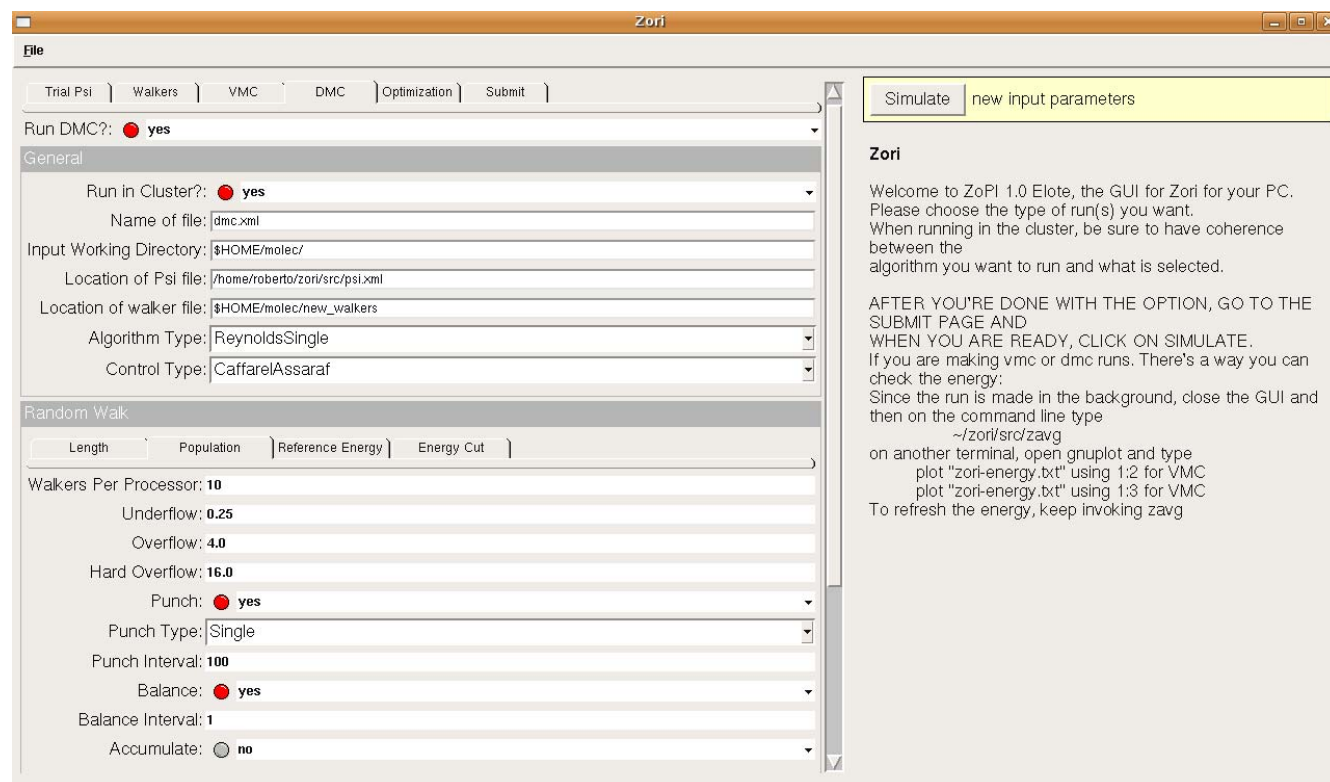 Zori
File
Trial Psi Walkers VMC DMC Optimization Submit
Run DMC?: yes
General
Run in Cluster?: yes
Name of file: dmc.xml
Input Working Directory: $HOME/molec/
Location of Psi file: /home/roberto/zori/src/psi.xml
Location of walker file: $HOME/molec/new_walkers
Algorithm Type: ReynoldsSingle
Control Type: CaffarelAssaraf
Random Walk
Length Population Reference Energy Energy Cut
Walkers Per Processor: 10
Underflow: 0.25
Overflow: 4.0
Hard Overflow: 16.0
Punch: yes
Punch Type: Single
Punch Interval: 100
Balance: yes
Balance Interval: 1
Accumulate: no
Simulate new input parameters
Zori
Welcome to ZoPI 1.0 Elote, the GUI for Zori for your PC.
Please choose the type of run(s) you want.
When running in the cluster, be sure to have coherence
between the
algorithm you want to run and what is selected.
AFTER YOU'RE DONE WITH THE OPTION, GO TO THE
SUBMIT PAGE AND
WHEN YOU ARE READY, CLICK ON SIMULATE.
If you are making vmc or dmc runs. There's a way you can
check the energy:
Since the run is made in the background, close the GUI and
then on the command line type
~/zori/src/zavg
on another terminal, open gnuplot and type
plot "zori-energy.txt" using 1:2 for VMC
plot "zori-energy.txt" using 1:3 for VMC
To refresh the energy, keep invoking zavg